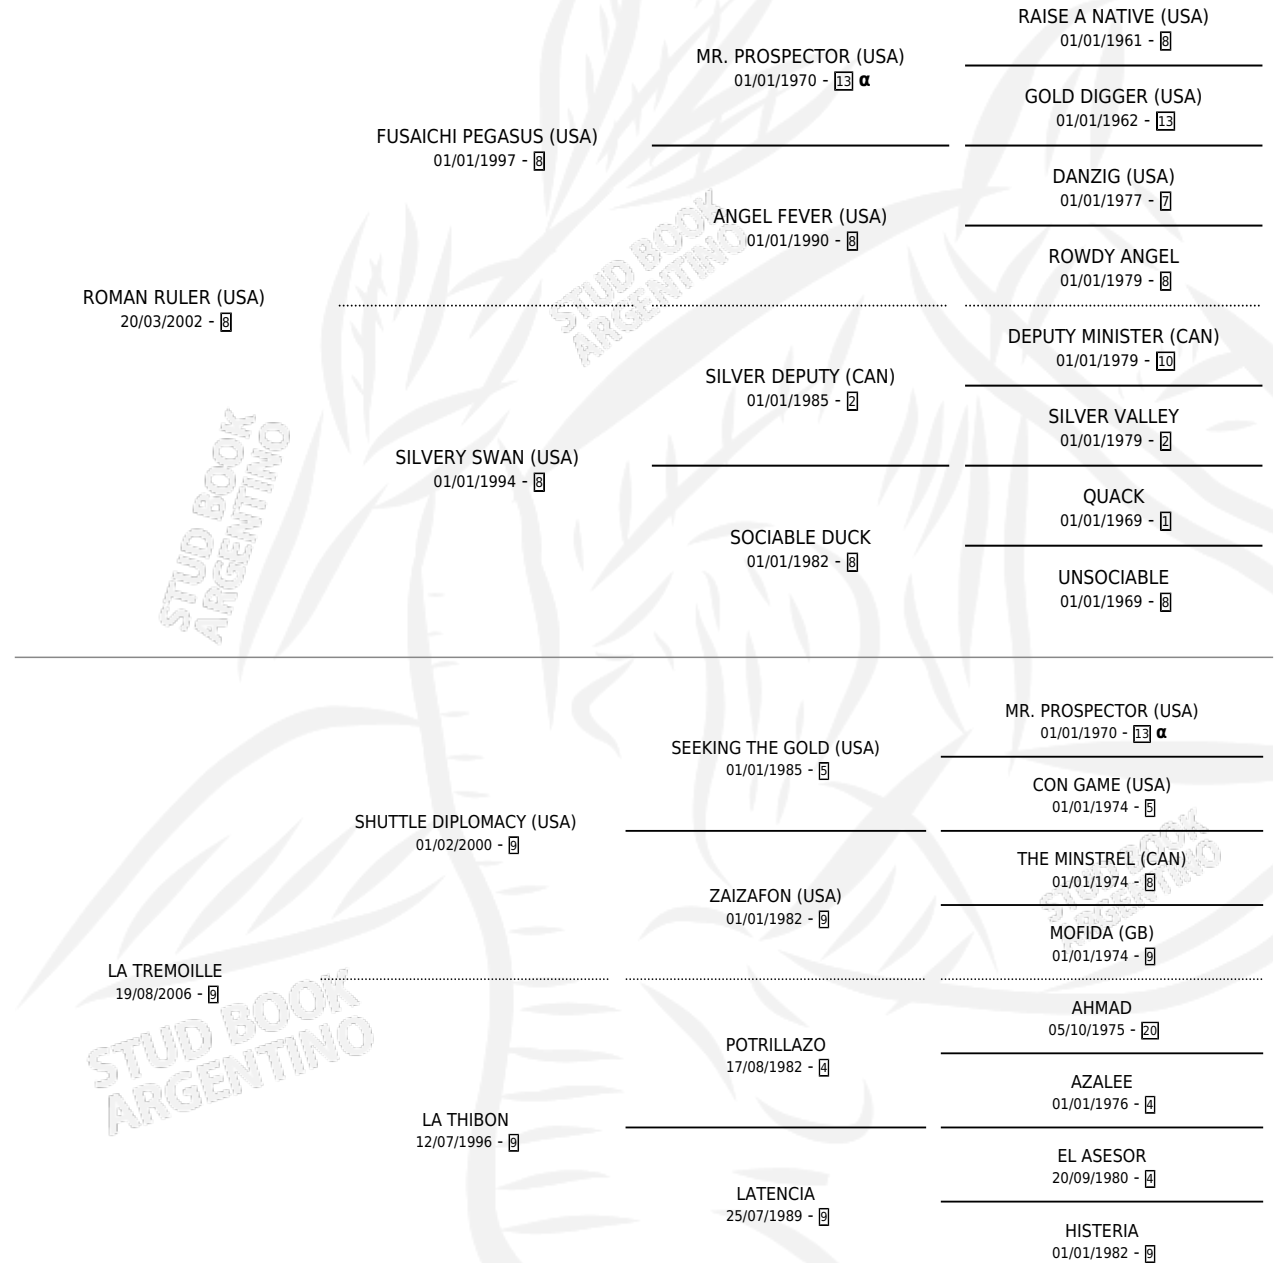 RAISE A NATIVE (USA)
01/01/1961 - 8
MR. PROSPECTOR (USA)
01/01/1970 - 13 α
GOLD DIGGER (USA)
01/01/1962 - 13
FUSAICHI PEGASUS (USA)
01/01/1997 - 8
DANZIG (USA)
01/01/1977 - 7
ANGEL FEVER (USA)
01/01/1990 - 8
ROWDY ANGEL
01/01/1979 - 8
ROMAN RULER (USA)
20/03/2002 - 8
DEPUTY MINISTER (CAN)
01/01/1979 - 10
SILVER DEPUTY (CAN)
01/01/1985 - 2
SILVER VALLEY
01/01/1979 - 2
SILVERY SWAN (USA)
01/01/1994 - 8
QUACK
01/01/1969 - 1
SOCIABLE DUCK
01/01/1982 - 8
UNSOCIABLE
01/01/1969 - 8
MR. PROSPECTOR (USA)
01/01/1970 - 13 α
SEEKING THE GOLD (USA)
01/01/1985 - 5
CON GAME (USA)
01/01/1974 - 5
SHUTTLE DIPLOMACY (USA)
01/02/2000 - 9
THE MINSTREL (CAN)
01/01/1974 - 8
ZAIZAFON (USA)
01/01/1982 - 9
MOFIDA (GB)
01/01/1974 - 9
LA TREMOILLE
19/08/2006 - 9
AHMAD
05/10/1975 - 20
POTRILLAZO
17/08/1982 - 4
AZALEE
01/01/1976 - 4
LA THIBON
12/07/1996 - 9
EL ASESOR
20/09/1980 - 4
LATENCIA
25/07/1989 - 9
HISTERIA
01/01/1982 - 9
STUD BOOK
ARGENTINO
STUD BOOK
ARGENTINO
STUD BOOK
ARGENTINO
STUD BOOK
ARGENTINO